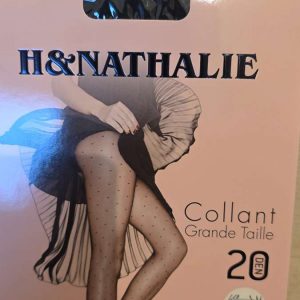 H&NATHALIE
Collant
Grande Taille
20 DEN